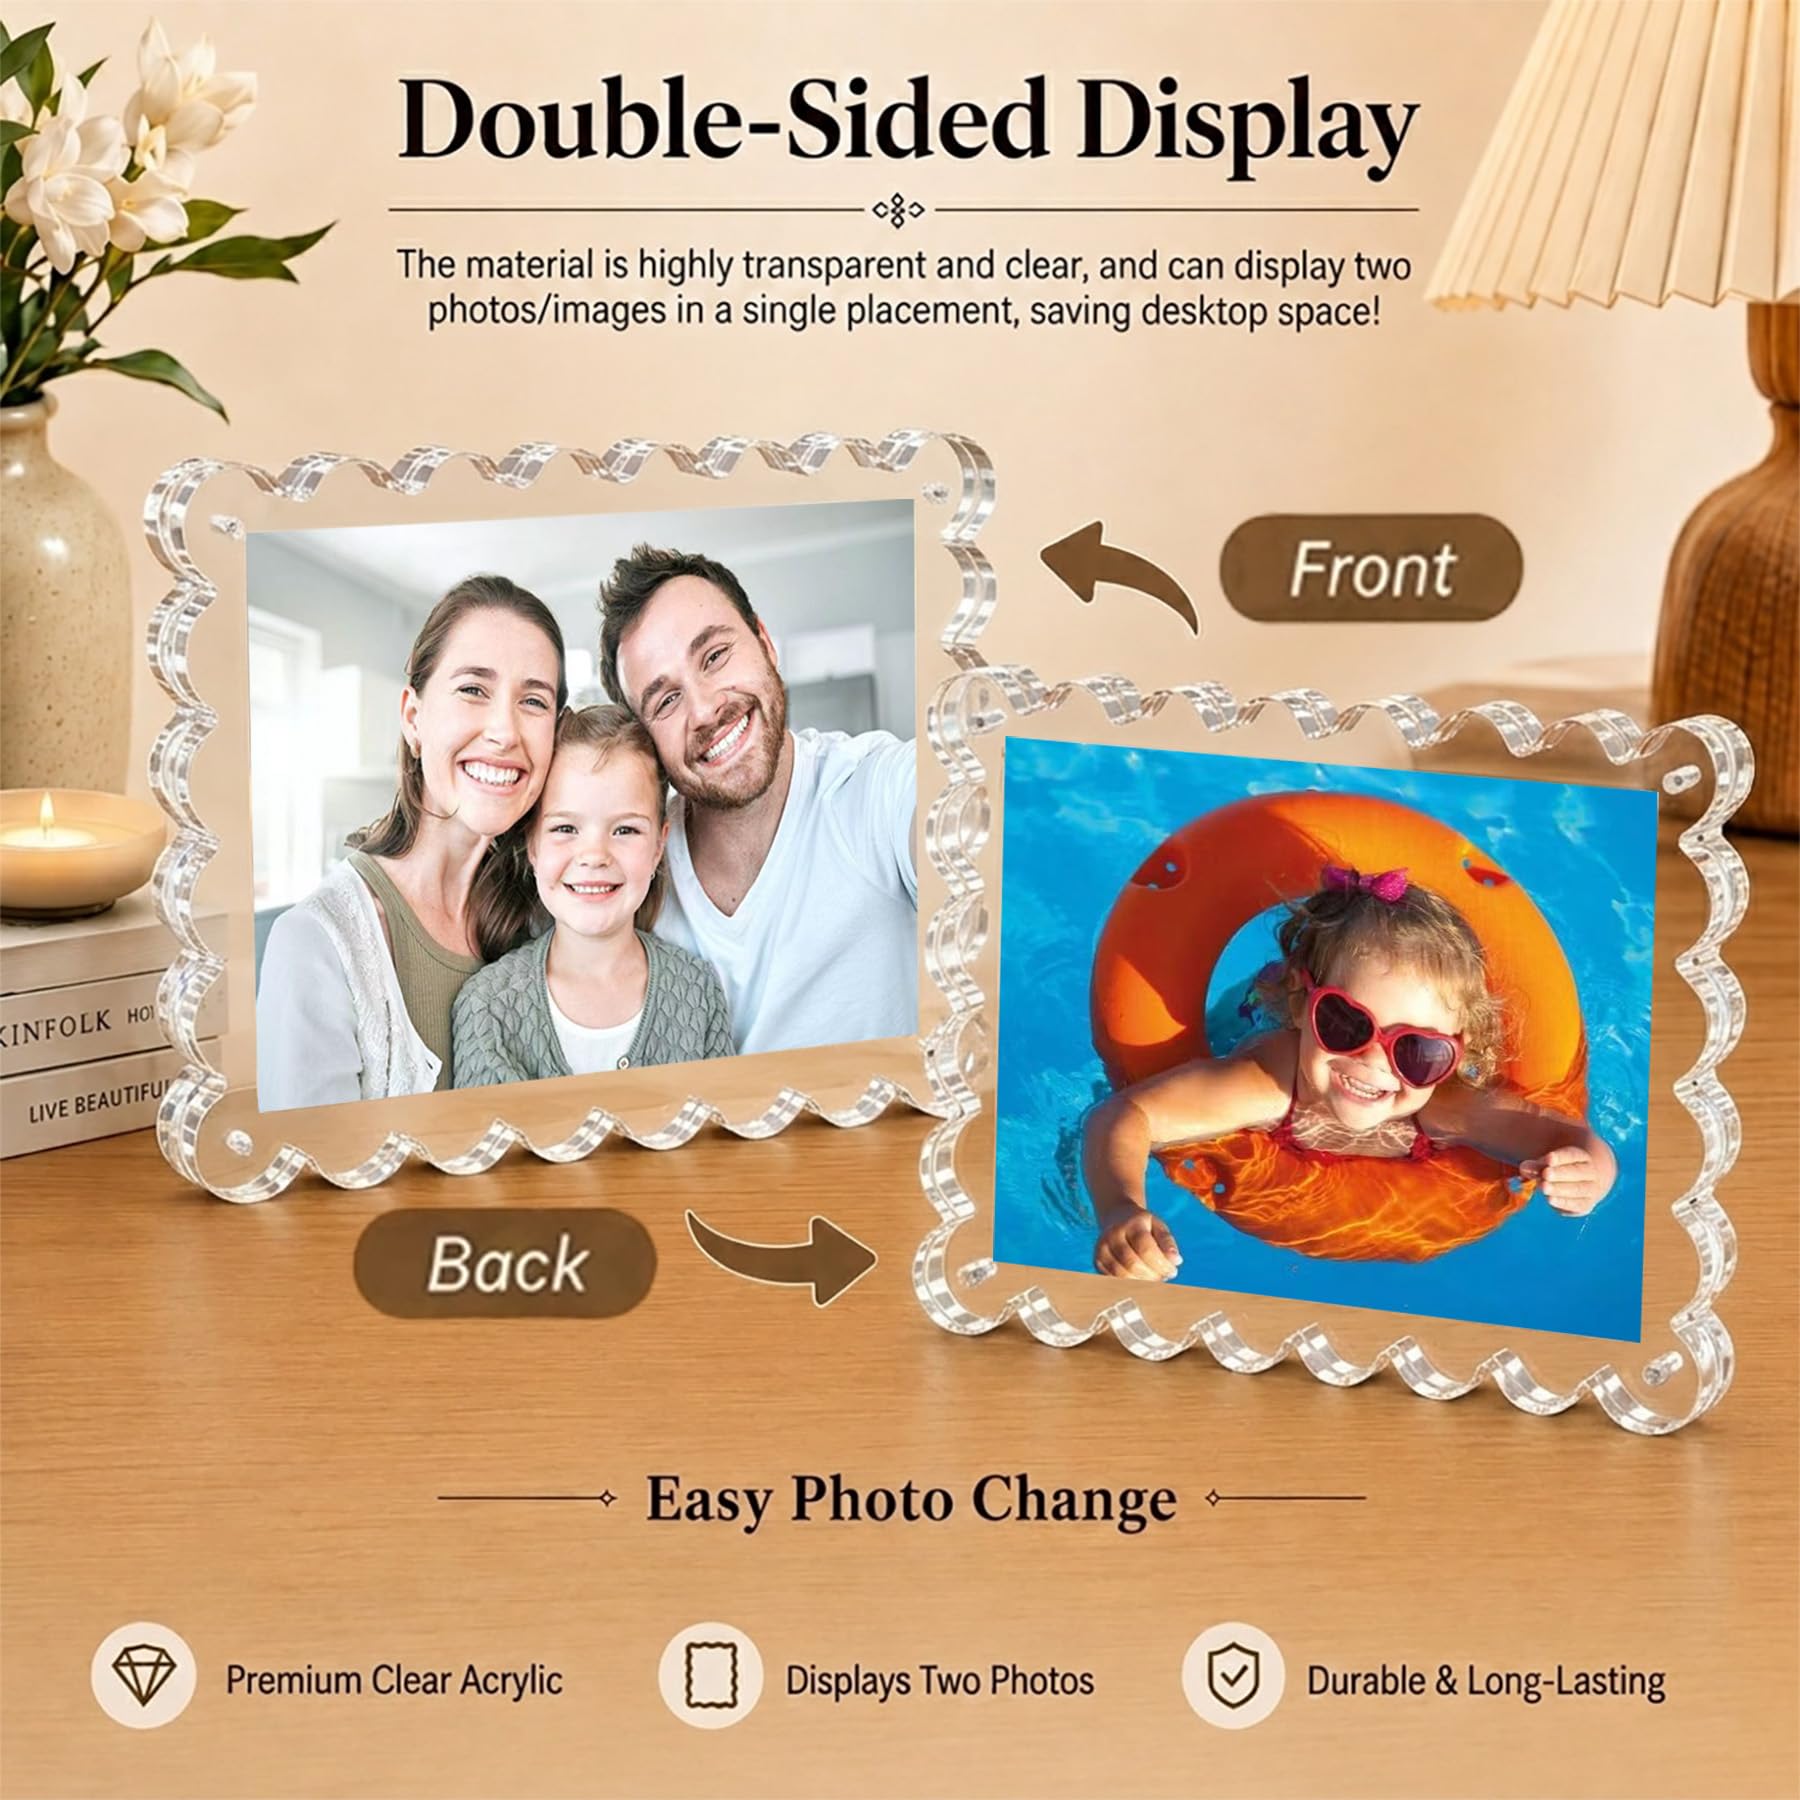 Double-Sided Display
The material is highly transparent and clear, and can display two
photos/images in a single placement, saving desktop space!
Front
KINFOLK HO
LIVE BEAUTIFUL
Back
Easy Photo Change
Premium Clear Acrylic
Displays Two Photos
Durable & Long-Lasting